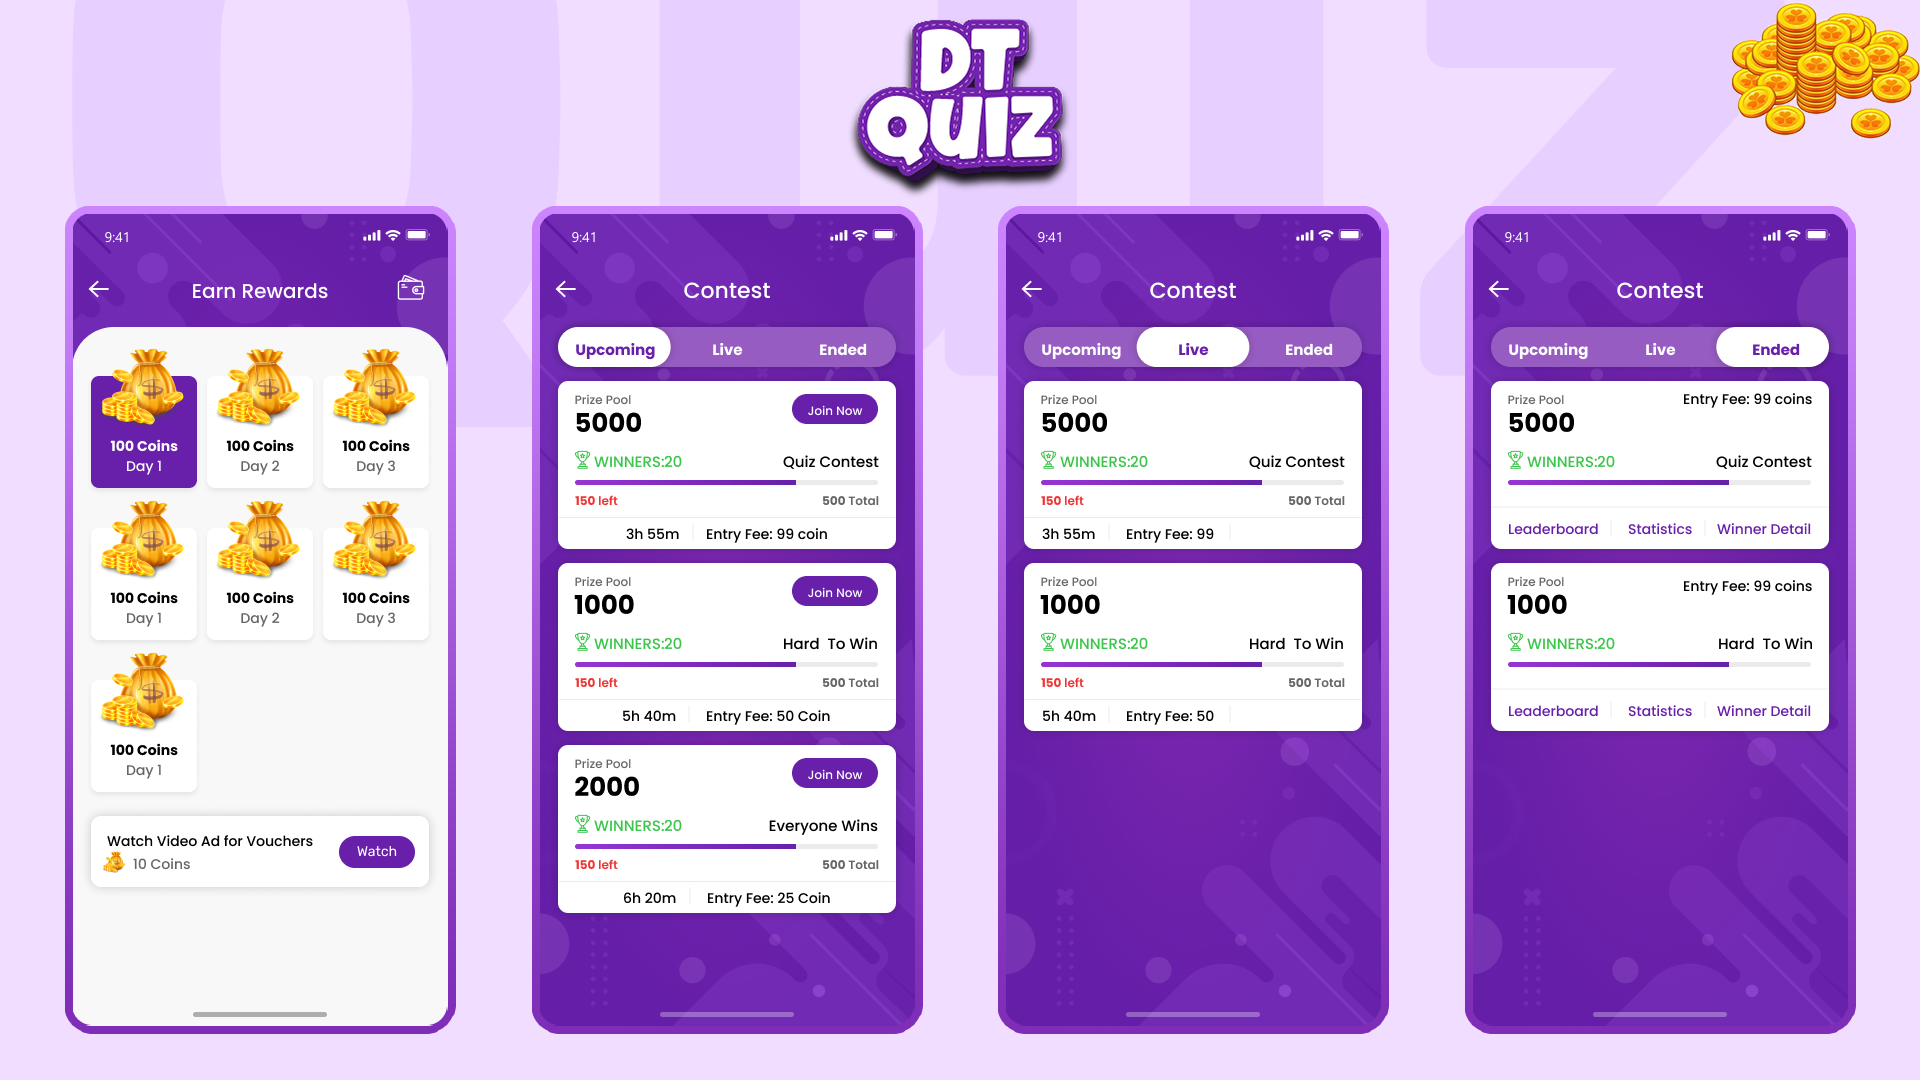 DT
QUIZ
9:41
Earn Rewards
100 Coins
Day 1
100 Coins
Day 2
100 Coins
Day 3
100 Coins
Day 1
100 Coins
Day 2
100 Coins
Day 3
100 Coins
Day 1
Watch Video Ad for Vouchers
10 Coins
Watch
9:41
Contest
Upcoming Live Ended
Prize Pool
5000
Join Now
WINNERS:20 Quiz Contest
150 left 500 Total
3h 55m Entry Fee: 99 coin
Prize Pool
1000
Join Now
WINNERS:20 Hard To Win
150 left 500 Total
5h 40m Entry Fee: 50 Coin
Prize Pool
2000
Join Now
WINNERS:20 Everyone Wins
150 left 500 Total
6h 20m Entry Fee: 25 Coin
9:41
Contest
Upcoming Live Ended
Prize Pool
5000
WINNERS:20 Quiz Contest
150 left 500 Total
3h 55m Entry Fee: 99
Prize Pool
1000
WINNERS:20 Hard To Win
150 left 500 Total
5h 40m Entry Fee: 50
9:41
Contest
Upcoming Live Ended
Prize Pool Entry Fee: 99 coins
5000
WINNERS:20 Quiz Contest
Leaderboard Statistics Winner Detail
Prize Pool Entry Fee: 99 coins
1000
WINNERS:20 Hard To Win
Leaderboard Statistics Winner Detail